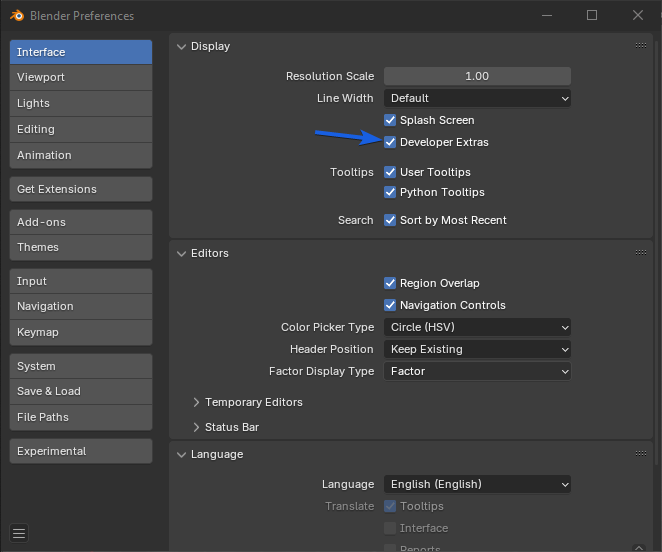 Blender Preferences
Interface
Viewport
Lights
Editing
Animation
Get Extensions
Add-ons
Themes
Input
Navigation
Keymap
System
Save & Load
File Paths
Experimental
Display
Resolution Scale 1.00
Line Width Default
Splash Screen
Developer Extras
Tooltips User Tooltips
Python Tooltips
Search Sort by Most Recent
Editors
Region Overlap
Navigation Controls
Color Picker Type Circle (HSV)
Header Position Keep Existing
Factor Display Type Factor
Temporary Editors
Status Bar
Language
Language English (English)
Translate Tooltips
Interface
Reports